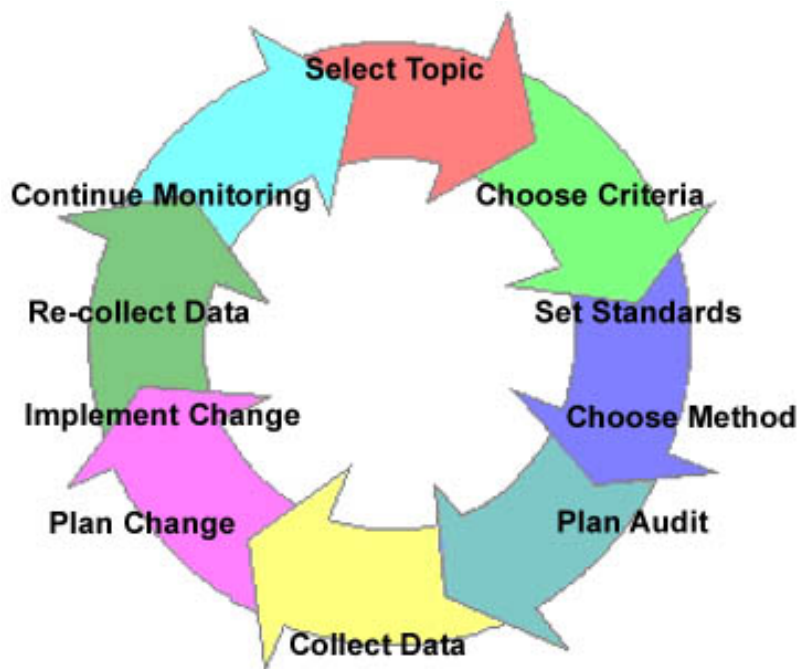 Select Topic
Choose Criteria
Set Standards
Choose Method
Plan Audit
Collect Data
Plan Change
Implement Change
Re-collect Data
Continue Monitoring